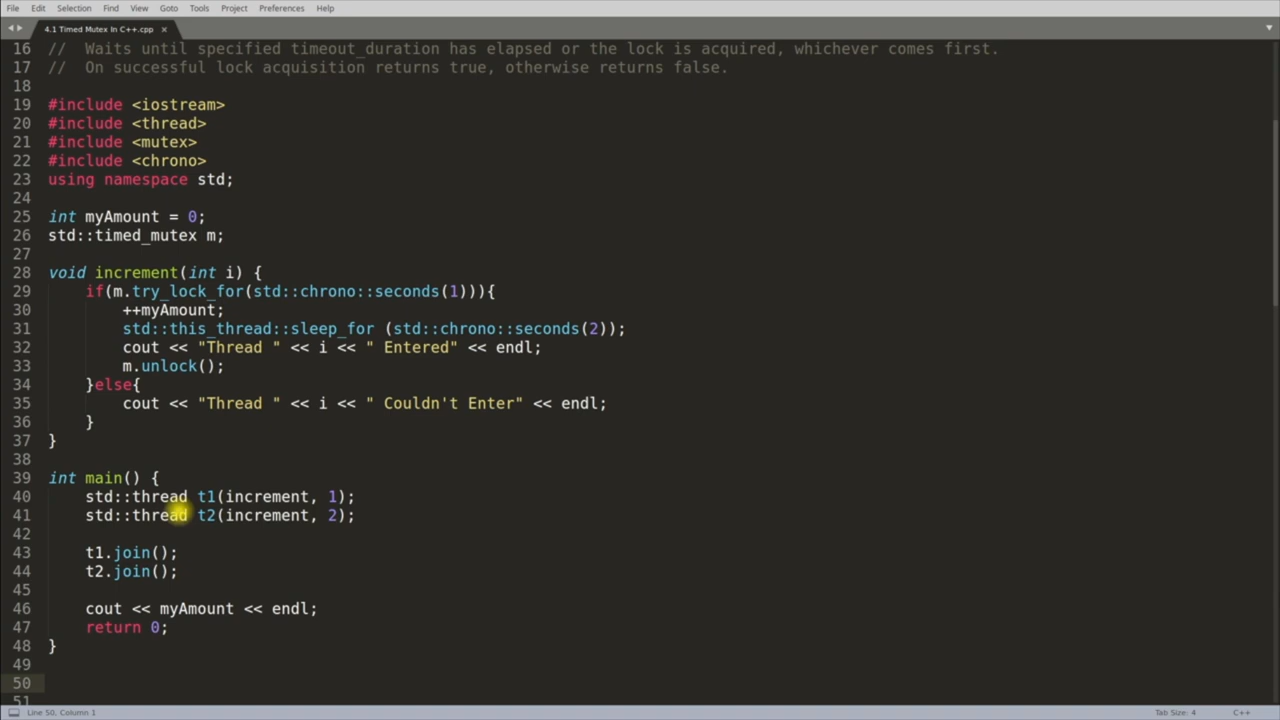 File Edit Selection Find View Goto Tools Project Preferences Help
4.1 Timed Mutex In C++.cpp ×
16 //  Waits until specified timeout_duration has elapsed or the lock is acquired, whichever comes first.
17 //  On successful lock acquisition returns true, otherwise returns false.
18
19 #include <iostream>
20 #include <thread>
21 #include <mutex>
22 #include <chrono>
23 using namespace std;
24
25 int myAmount = 0;
26 std::timed_mutex m;
27
28 void increment(int i) {
29     if(m.try_lock_for(std::chrono::seconds(1))){
30         ++myAmount;
31         std::this_thread::sleep_for (std::chrono::seconds(2));
32         cout << "Thread " << i << " Entered" << endl;
33         m.unlock();
34     }else{
35         cout << "Thread " << i << " Couldn't Enter" << endl;
36     }
37 }
38
39 int main() {
40     std::thread t1(increment, 1);
41     std::thread t2(increment, 2);
42
43     t1.join();
44     t2.join();
45
46     cout << myAmount << endl;
47     return 0;
48 }
49
50
51
Line 50, Column 1 Tab Size: 4 C++